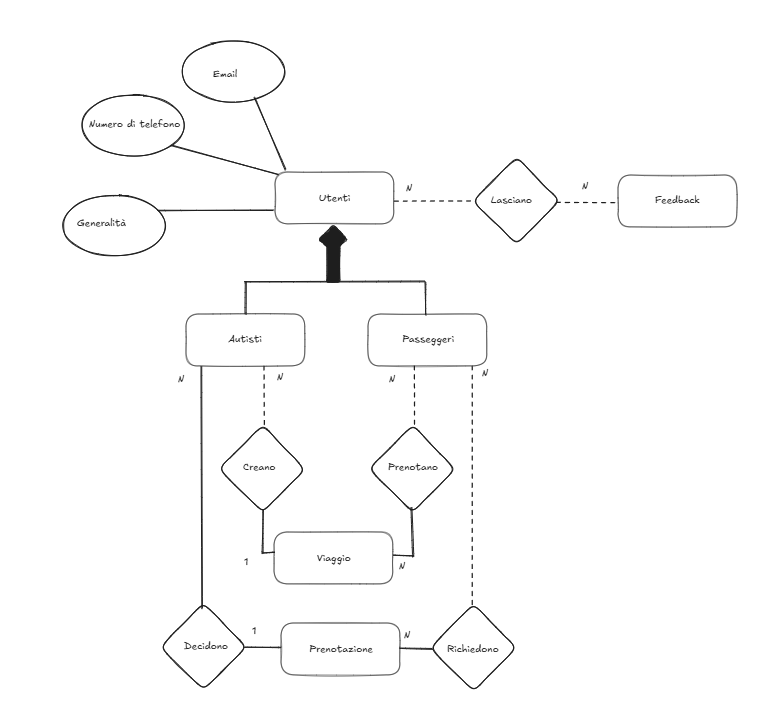 Email
Numero di telefono
Generalità
Utenti
N
Lasciano
N
Feedback
Autisti
Passeggeri
N
N
N
N
Creano
Prenotano
1
Viaggio
N
Decidono
1
Prenotazione
N
Richiedono